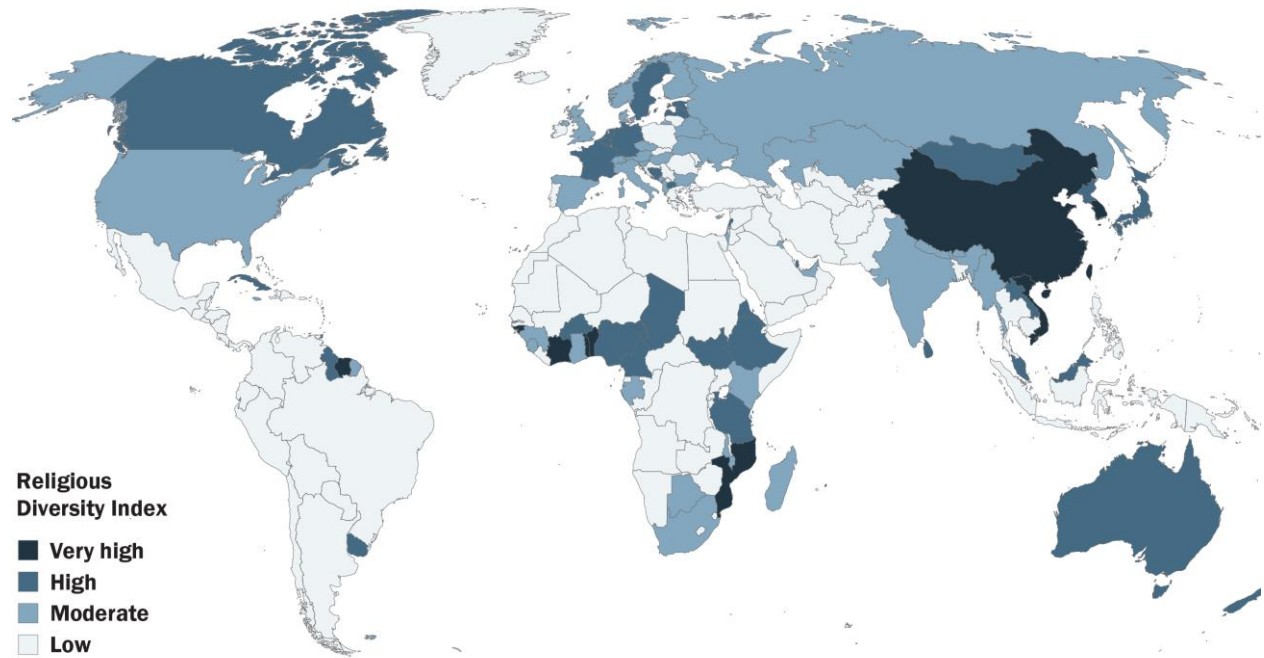 Religious
Diversity Index
Very high
High
Moderate
Low